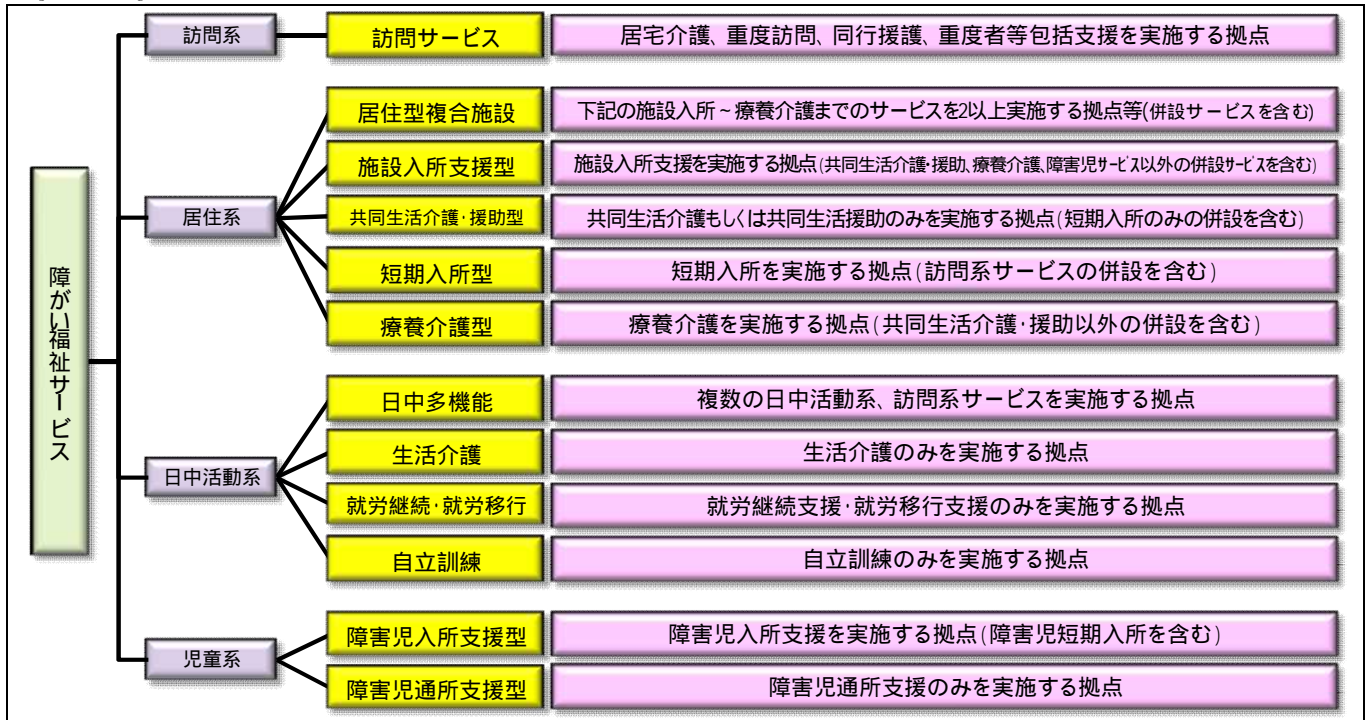 障がい福祉サービス
訪問系
訪問サービス
居宅介護、重度訪問、同行援護、重度者等包括支援を実施する拠点
居住系
居住型複合施設
下記の施設入所~療養介護までのサービスを2以上実施する拠点等(併設サービスを含む)
施設入所支援型
施設入所支援を実施する拠点(共同生活介護・援助、療養介護、障害児サービス以外の併設サービスを含む)
共同生活介護・援助型
共同生活介護もしくは共同生活援助のみを実施する拠点(短期入所のみの併設を含む)
短期入所型
短期入所を実施する拠点(訪問系サービスの併設を含む)
療養介護型
療養介護を実施する拠点(共同生活介護・援助以外の併設を含む)
日中活動系
日中多機能
複数の日中活動系、訪問系サービスを実施する拠点
生活介護
生活介護のみを実施する拠点
就労継続・就労移行
就労継続支援・就労移行支援のみを実施する拠点
自立訓練
自立訓練のみを実施する拠点
児童系
障害児入所支援型
障害児入所支援を実施する拠点(障害児短期入所を含む)
障害児通所支援型
障害児通所支援のみを実施する拠点